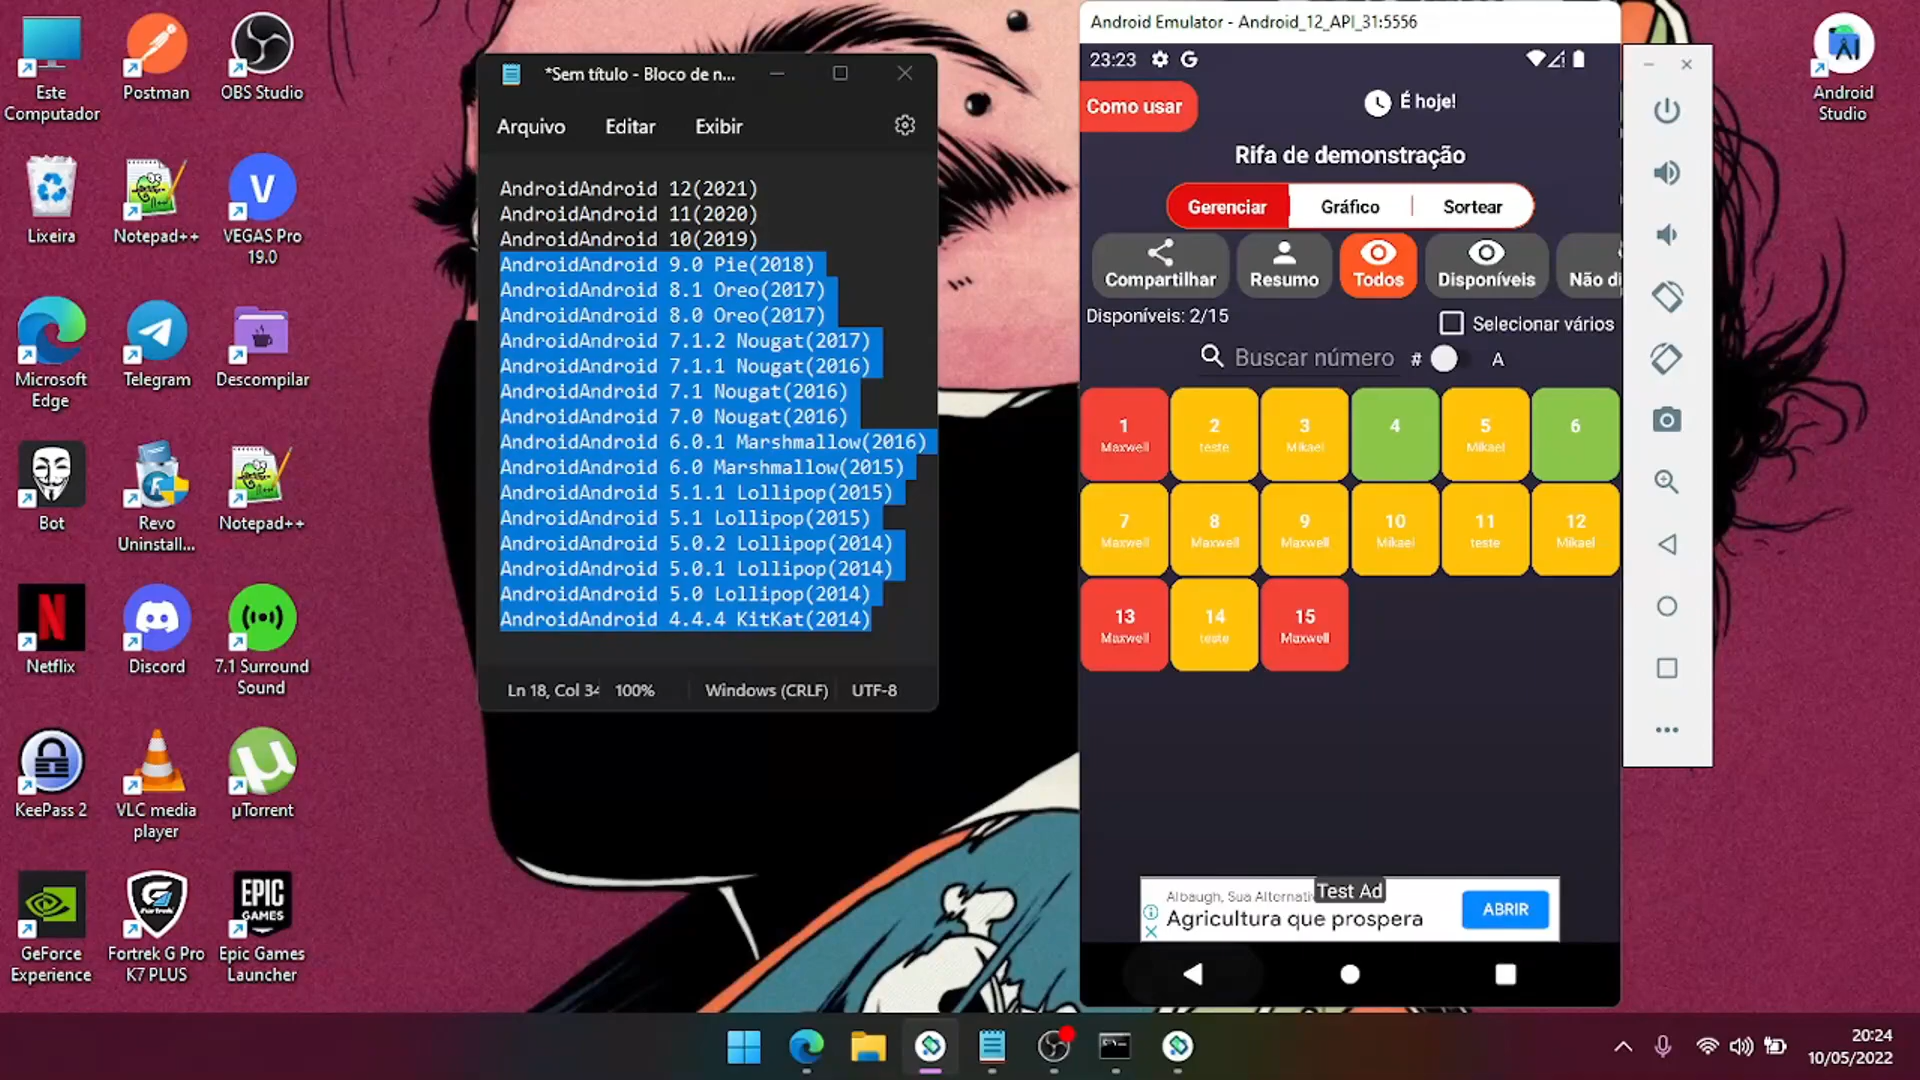 Este
Computador
Postman
OBS Studio
Lixeira
Notepad++
VEGAS Pro
19.0
Microsoft
Edge
Telegram
Descompilar
Bot
Revo
Uninstall...
Notepad++
Netflix
Discord
7.1 Surround
Sound
KeePass 2
VLC media
player
µTorrent
GeForce
Experience
Fortrek G Pro
K7 PLUS
EPIC
GAMES
Epic Games
Launcher
*Sem título - Bloco de n...
Arquivo Editar Exibir
AndroidAndroid 12(2021)
AndroidAndroid 11(2020)
AndroidAndroid 10(2019)
AndroidAndroid 9.0 Pie(2018)
AndroidAndroid 8.1 Oreo(2017)
AndroidAndroid 8.0 Oreo(2017)
AndroidAndroid 7.1.2 Nougat(2017)
AndroidAndroid 7.1.1 Nougat(2016)
AndroidAndroid 7.1 Nougat(2016)
AndroidAndroid 7.0 Nougat(2016)
AndroidAndroid 6.0.1 Marshmallow(2016)
AndroidAndroid 6.0 Marshmallow(2015)
AndroidAndroid 5.1.1 Lollipop(2015)
AndroidAndroid 5.1 Lollipop(2015)
AndroidAndroid 5.0.2 Lollipop(2014)
AndroidAndroid 5.0.1 Lollipop(2014)
AndroidAndroid 5.0 Lollipop(2014)
AndroidAndroid 4.4.4 KitKat(2014)
Ln 18, Col 34 100% Windows (CRLF) UTF-8
Android Emulator - Android_12_API_31:5556
23:23
Como usar
É hoje!
Rifa de demonstração
Gerenciar Gráfico Sortear
Compartilhar Resumo Todos Disponíveis Não di
Disponíveis: 2/15
Selecionar vários
Buscar número # A
1 2 3 4 5 6
Maxwell teste Mikael Mikael
7 8 9 10 11 12
Maxwell Maxwell Maxwell Mikael teste Mikael
13 14 15
Maxwell teste Maxwell
Test Ad
Albaugh, Sua Alternati
Agricultura que prospera
ABRIR
Android
Studio
20:24
10/05/2022